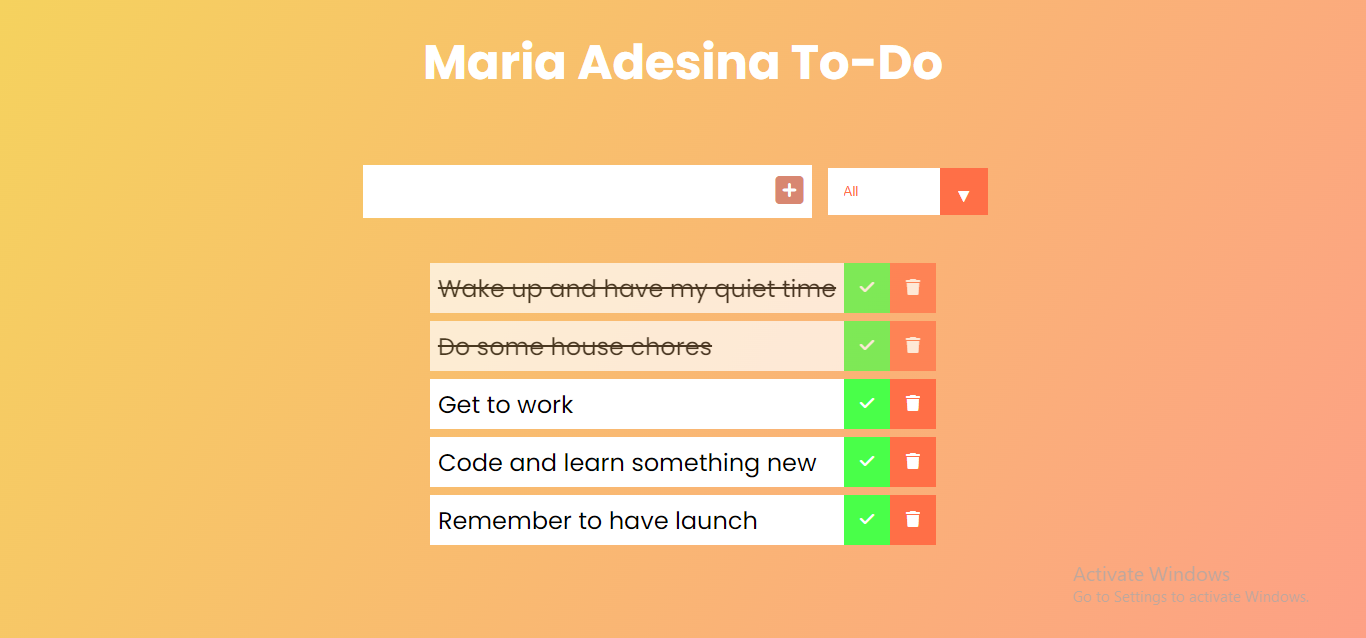 Maria Adesina To-Do
All
Wake up and have my quiet time
Do some house chores
Get to work
Code and learn something new
Remember to have launch
Activate Windows
Go to Settings to activate Windows.